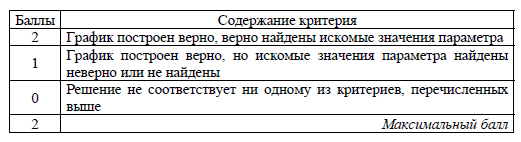 Баллы Содержание критерия
2 График построен верно, верно найдены искомые значения параметра
1 График построен верно, но искомые значения параметра найдены
неверно или не найдены
0 Решение не соответствует ни одному из критериев, перечисленных
выше
2 Максимальный балл